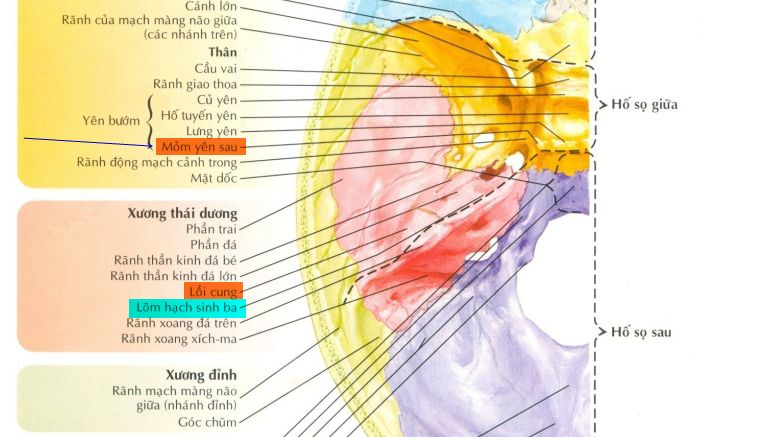 Cánh lớn
Rãnh của mạch màng não giữa
(các nhánh trên)
Thân
Cầu vai
Rãnh giao thoa
Củ yên
Yên bướm
Hố tuyến yên
Lưng yên
Mỏm yên sau
Rãnh động mạch cảnh trong
Mặt dốc
Xương thái dương
Phần trai
Phần đá
Rãnh thần kinh đá bé
Rãnh thần kinh đá lớn
Lồi cung
Lõm hạch sinh ba
Rãnh xoang đá trên
Rãnh xoang xích-ma
Xương đỉnh
Rãnh mạch màng não
giữa (nhánh đỉnh)
Góc chũm
Hố sọ giữa
Hố sọ sau